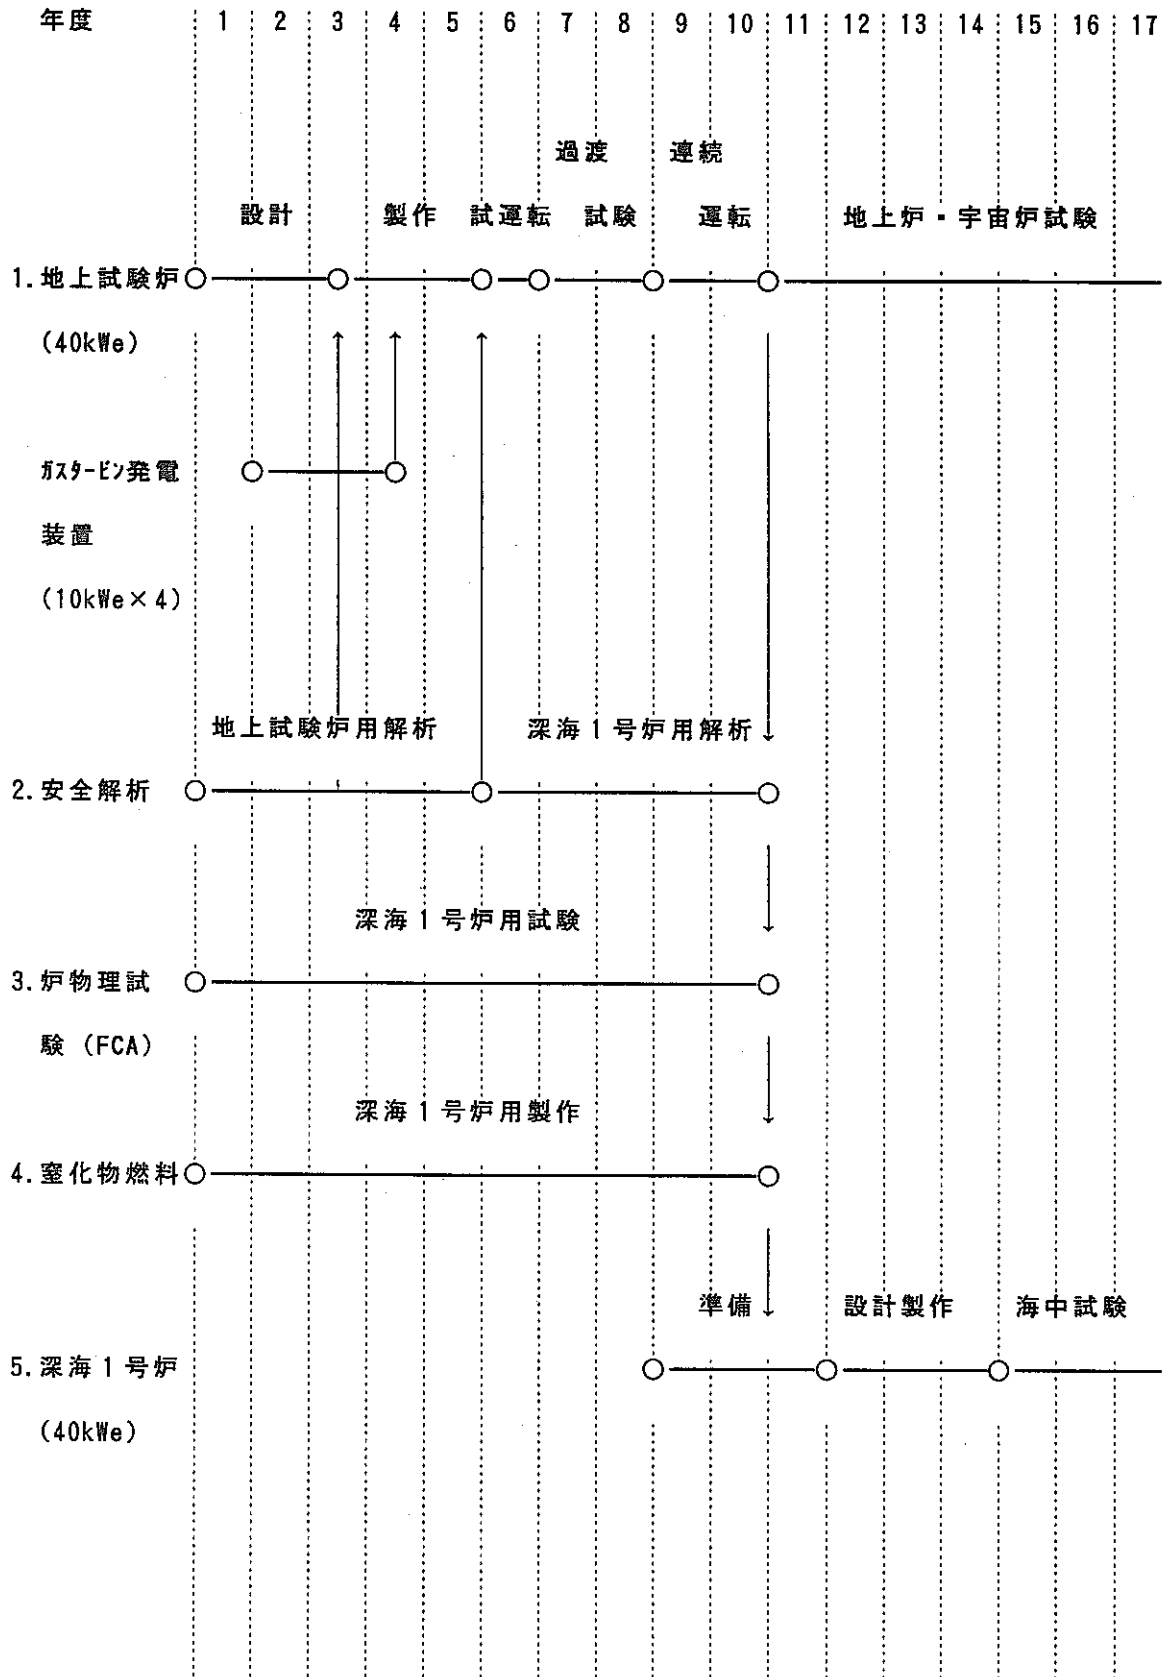 年度 1 2 3 4 5 6 7 8 9 10 11 12 13 14 15 16 17
過渡 連続
設計 製作 試運転 試験 運転 地上炉・宇宙炉試験
1.地上試験炉
(40kWe)
ガスタービン発電
装置
(10kWe×4)
地上試験炉用解析 深海1号炉用解析
2.安全解析
深海1号炉用試験
3.炉物理試
験 (FCA)
深海1号炉用製作
4.窒化物燃料
準備 設計製作 海中試験
5.深海1号炉
(40kWe)